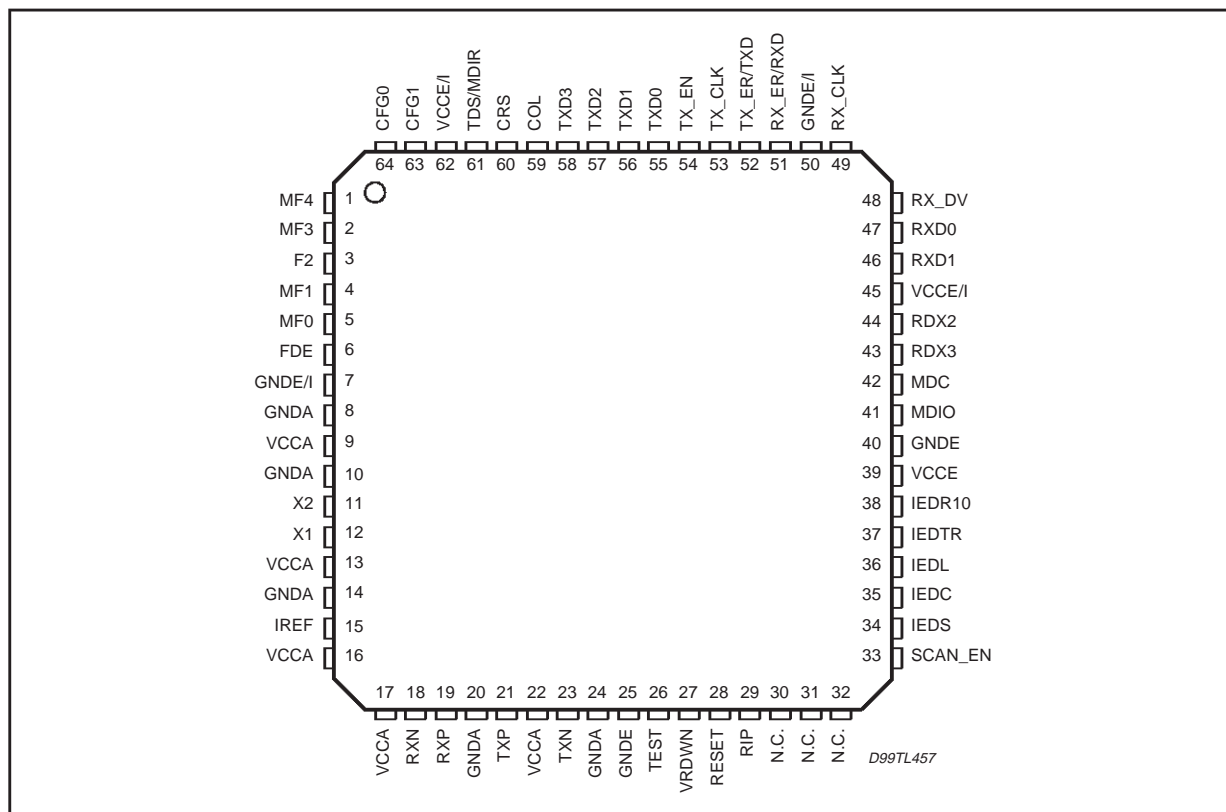 CFG0
CFG1
VCCE/I
TDS/MDIR
CRS
COL
TXD3
TXD2
TXD1
TXD0
TX_EN
TX_CLK
TX_ER/TXD
RX_ER/RXD
GNDE/I
RX_CLK
64 63 62 61 60 59 58 57 56 55 54 53 52 51 50 49
MF4 1
MF3 2
F2 3
MF1 4
MF0 5
FDE 6
GNDE/I 7
GNDA 8
VCCA 9
GNDA 10
X2 11
X1 12
VCCA 13
GNDA 14
IREF 15
VCCA 16
48 RX_DV
47 RXD0
46 RXD1
45 VCCE/I
44 RDX2
43 RDX3
42 MDC
41 MDIO
40 GNDE
39 VCCE
38 IEDR10
37 IEDTR
36 IEDL
35 IEDC
34 IEDS
33 SCAN_EN
17 18 19 20 21 22 23 24 25 26 27 28 29 30 31 32
VCCA
RXN
RXP
GNDA
TXP
VCCA
TXN
GNDA
GNDE
TEST
VRDWN
RESET
RIP
N.C.
N.C.
N.C.
D99TL457